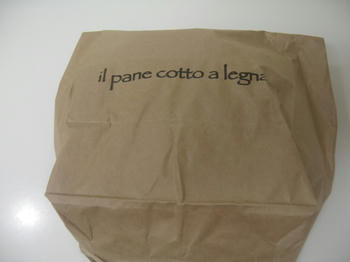 il pane cotto a legna